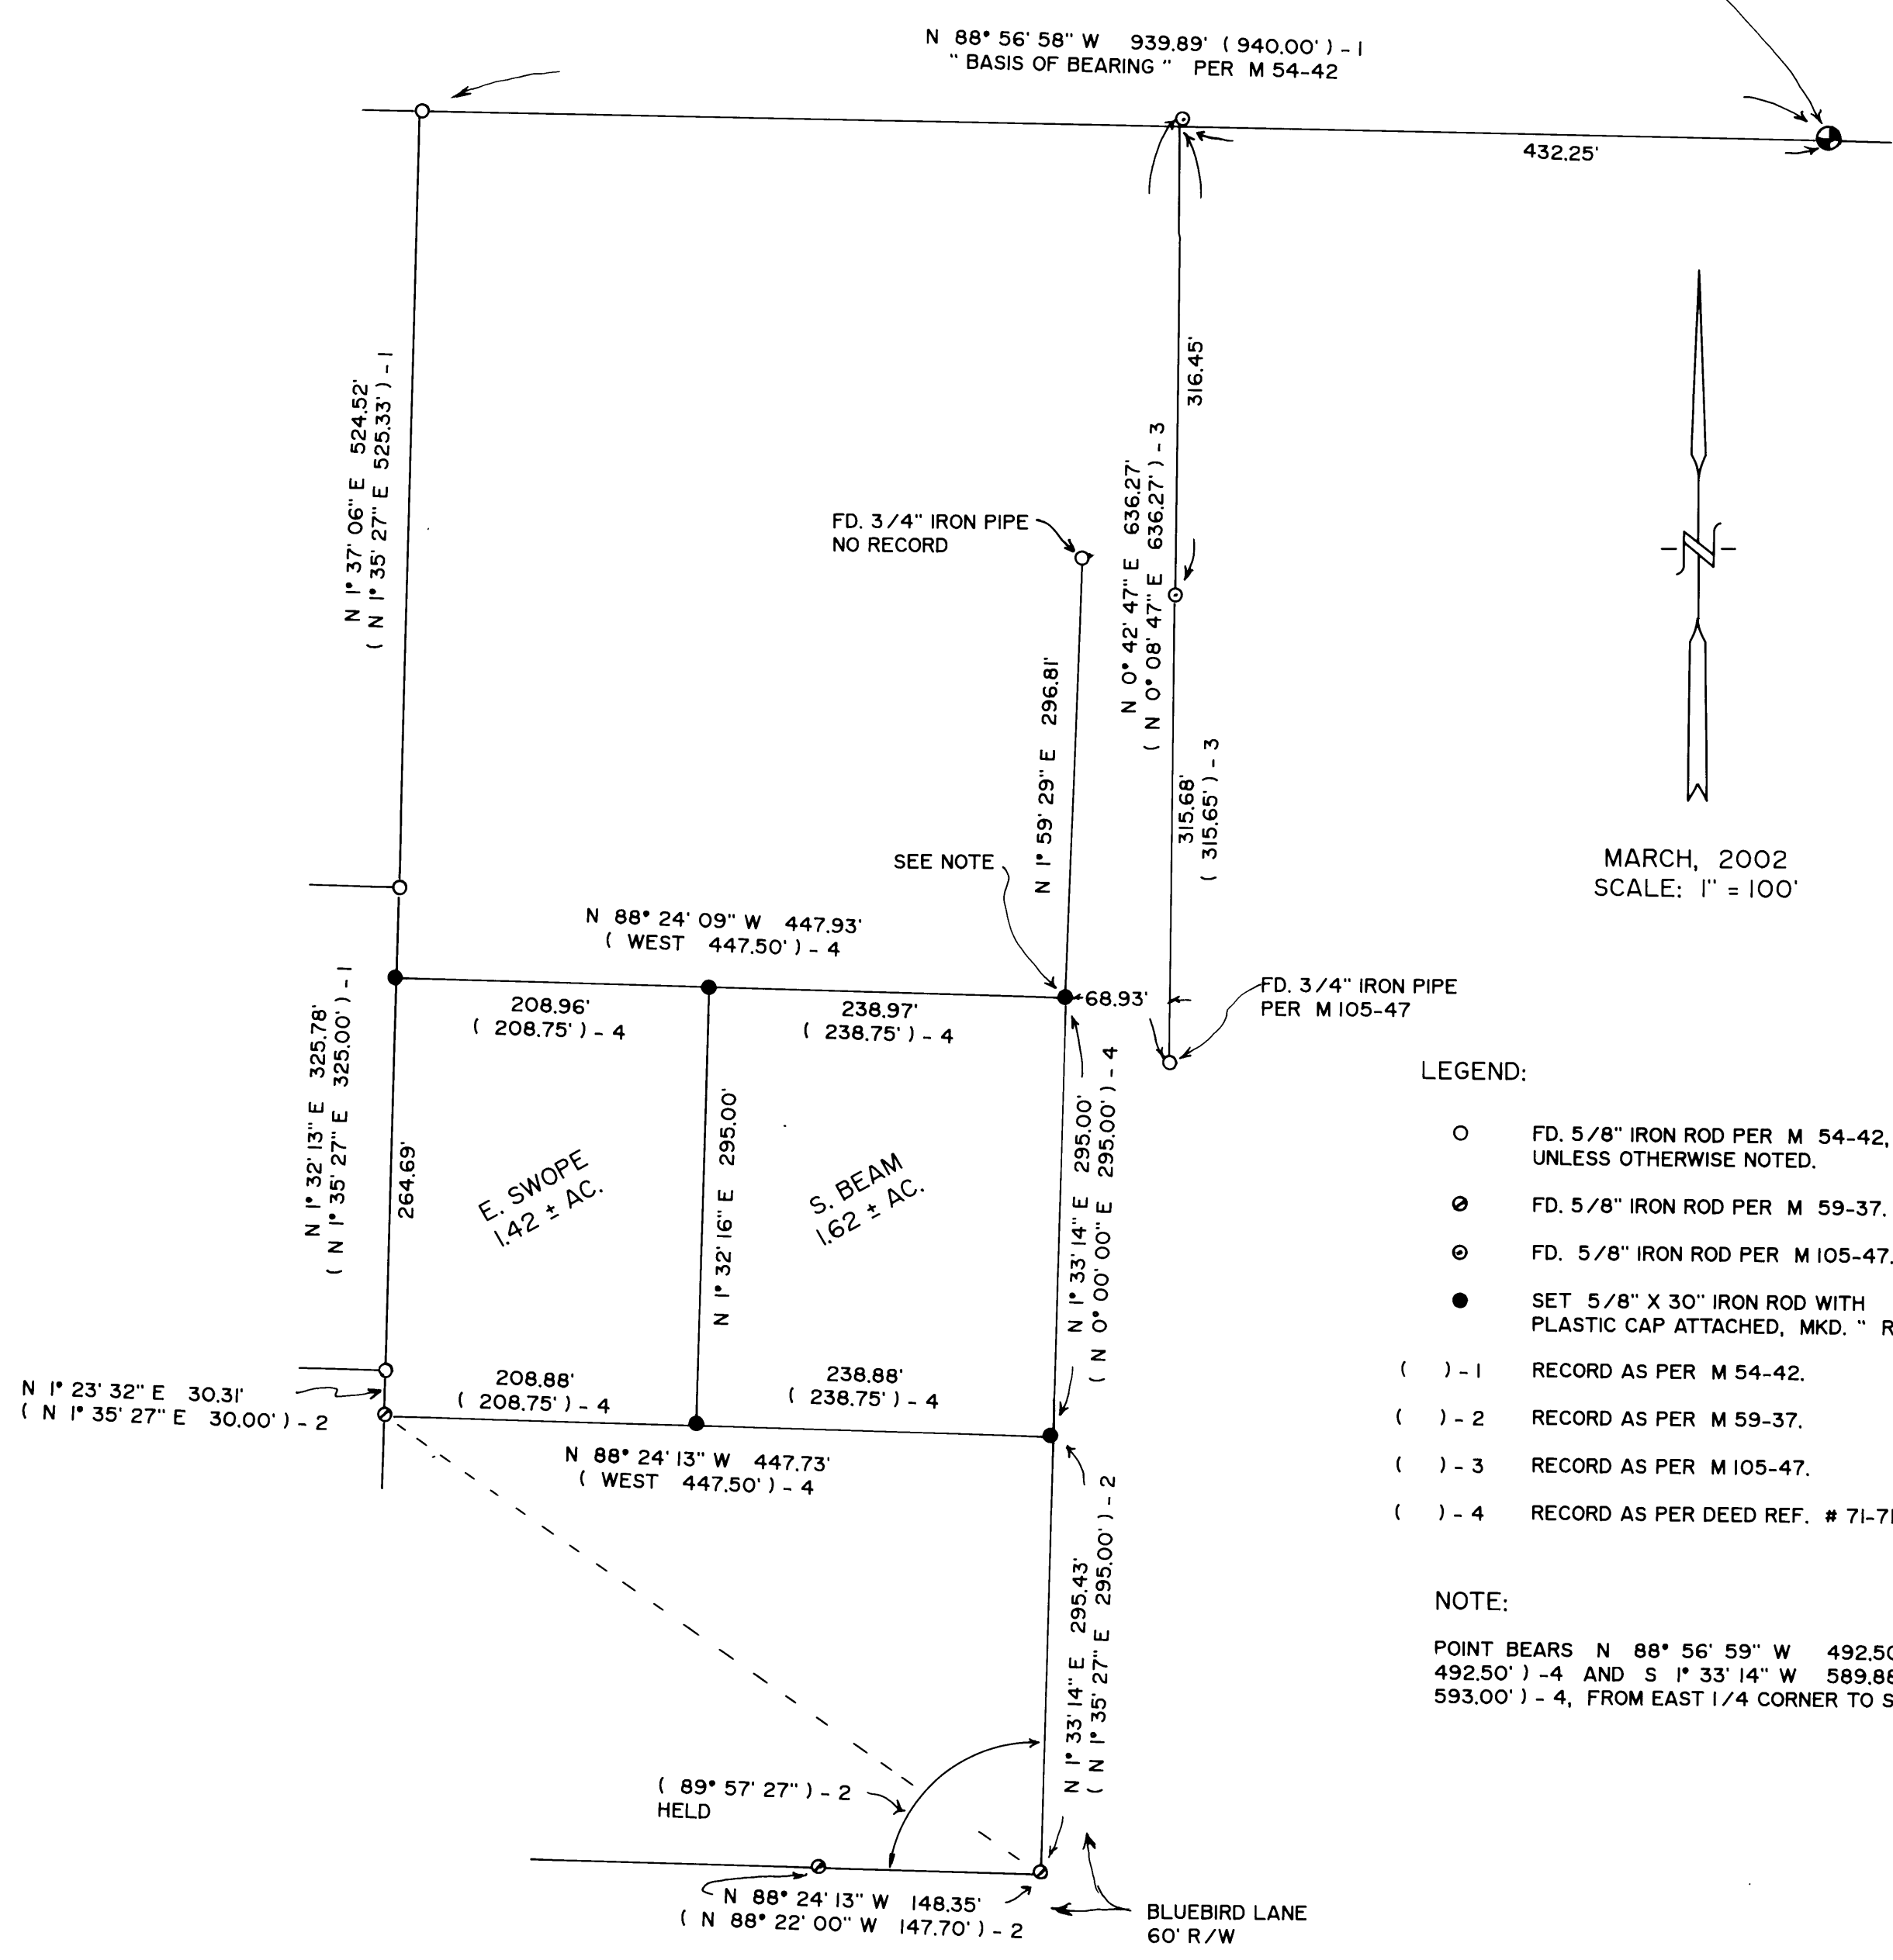 N 88° 56' 58" W 939.89' ( 940.00' ) - 1
" BASIS OF BEARING " PER M 54-42
432.25'
N 1° 37' 06" E 524.52'
( N 1° 35' 27" E 525.33' ) - 1
316.45'
N 0° 42' 47" E 636.27'
( N 0° 08' 47" E 636.27' ) - 3
FD. 3/4" IRON PIPE
NO RECORD
N 1° 59' 29" E 296.81'
315.68'
( 315.65' ) - 3
N
MARCH, 2002
SCALE: 1" = 100'
SEE NOTE
N 88° 24' 09" W 447.93'
( WEST 447.50' ) - 4
208.96'
( 208.75' ) - 4
238.97'
( 238.75' ) - 4
68.93'
FD. 3/4" IRON PIPE
PER M 105-47
N 1° 32' 13" E 325.78'
( N 1° 35' 27" E 325.00' ) - 1
264.69'
E. SWOPE
1.42 ± AC.
N 1° 32' 16" E 295.00'
S. BEAM
1.62 ± AC.
N 1° 33' 14" E 295.00'
( N 0° 00' 00" E 295.00' ) - 4
LEGEND:
FD. 5/8" IRON ROD PER M 54-42,
UNLESS OTHERWISE NOTED.
FD. 5/8" IRON ROD PER M 59-37.
FD. 5/8" IRON ROD PER M 105-47.
SET 5/8" X 30" IRON ROD WITH
PLASTIC CAP ATTACHED, MKD. " R
( ) - 1 RECORD AS PER M 54-42.
( ) - 2 RECORD AS PER M 59-37.
( ) - 3 RECORD AS PER M 105-47.
( ) - 4 RECORD AS PER DEED REF. # 71-71
N 1° 23' 32" E 30.31'
( N 1° 35' 27" E 30.00' ) - 2
208.88'
( 208.75' ) - 4
238.88'
( 238.75' ) - 4
N 88° 24' 13" W 447.73'
( WEST 447.50' ) - 4
N 1° 33' 14" E 295.43'
( N 1° 35' 27" E 295.00' ) - 2
NOTE:
POINT BEARS N 88° 56' 59" W 492.50
492.50' ) - 4 AND S 1° 33' 14" W 589.88
593.00' ) - 4, FROM EAST 1/4 CORNER TO S
( 89° 57' 27" ) - 2
HELD
N 88° 24' 13" W 148.35'
( N 88° 22' 00" W 147.70' ) - 2
BLUEBIRD LANE
60' R/W